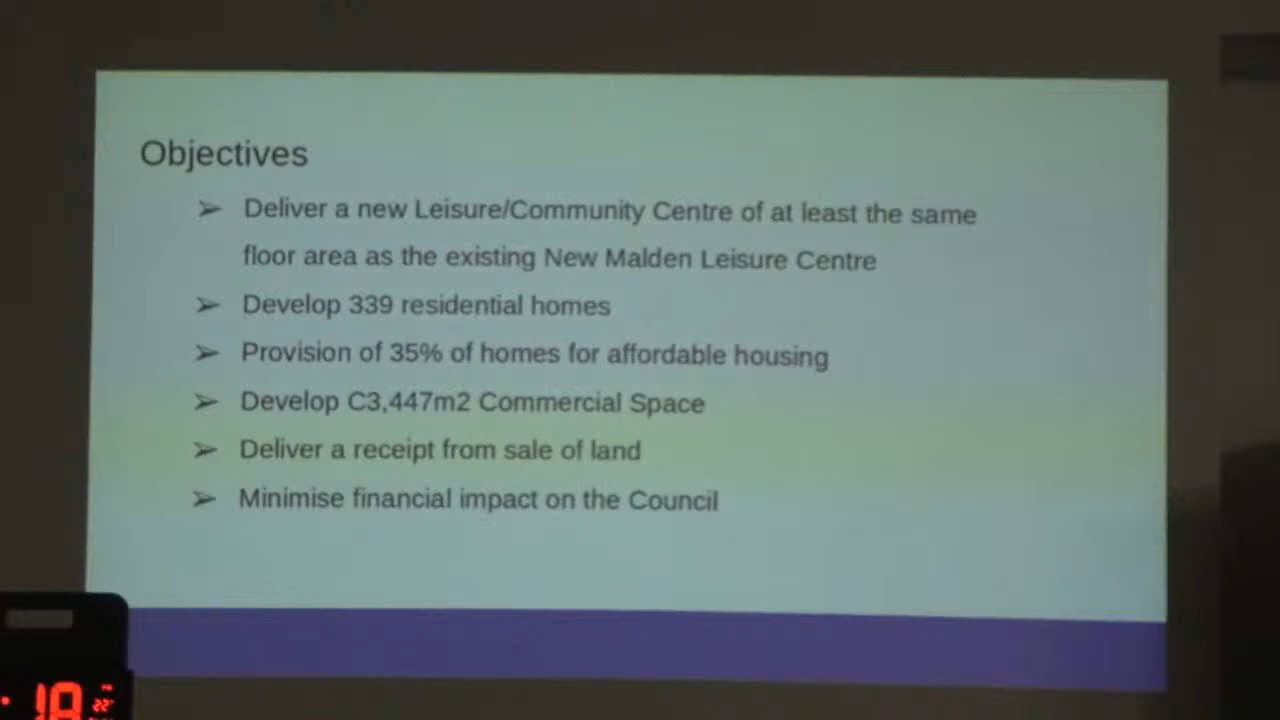 Objectives
➢ Deliver a new Leisure/Community Centre of at least the same
floor area as the existing New Malden Leisure Centre
➢ Develop 339 residential homes
➢ Provision of 35% of homes for affordable housing
➢ Develop C3,447m2 Commercial Space
➢ Deliver a receipt from sale of land
➢ Minimise financial impact on the Council
18
22°